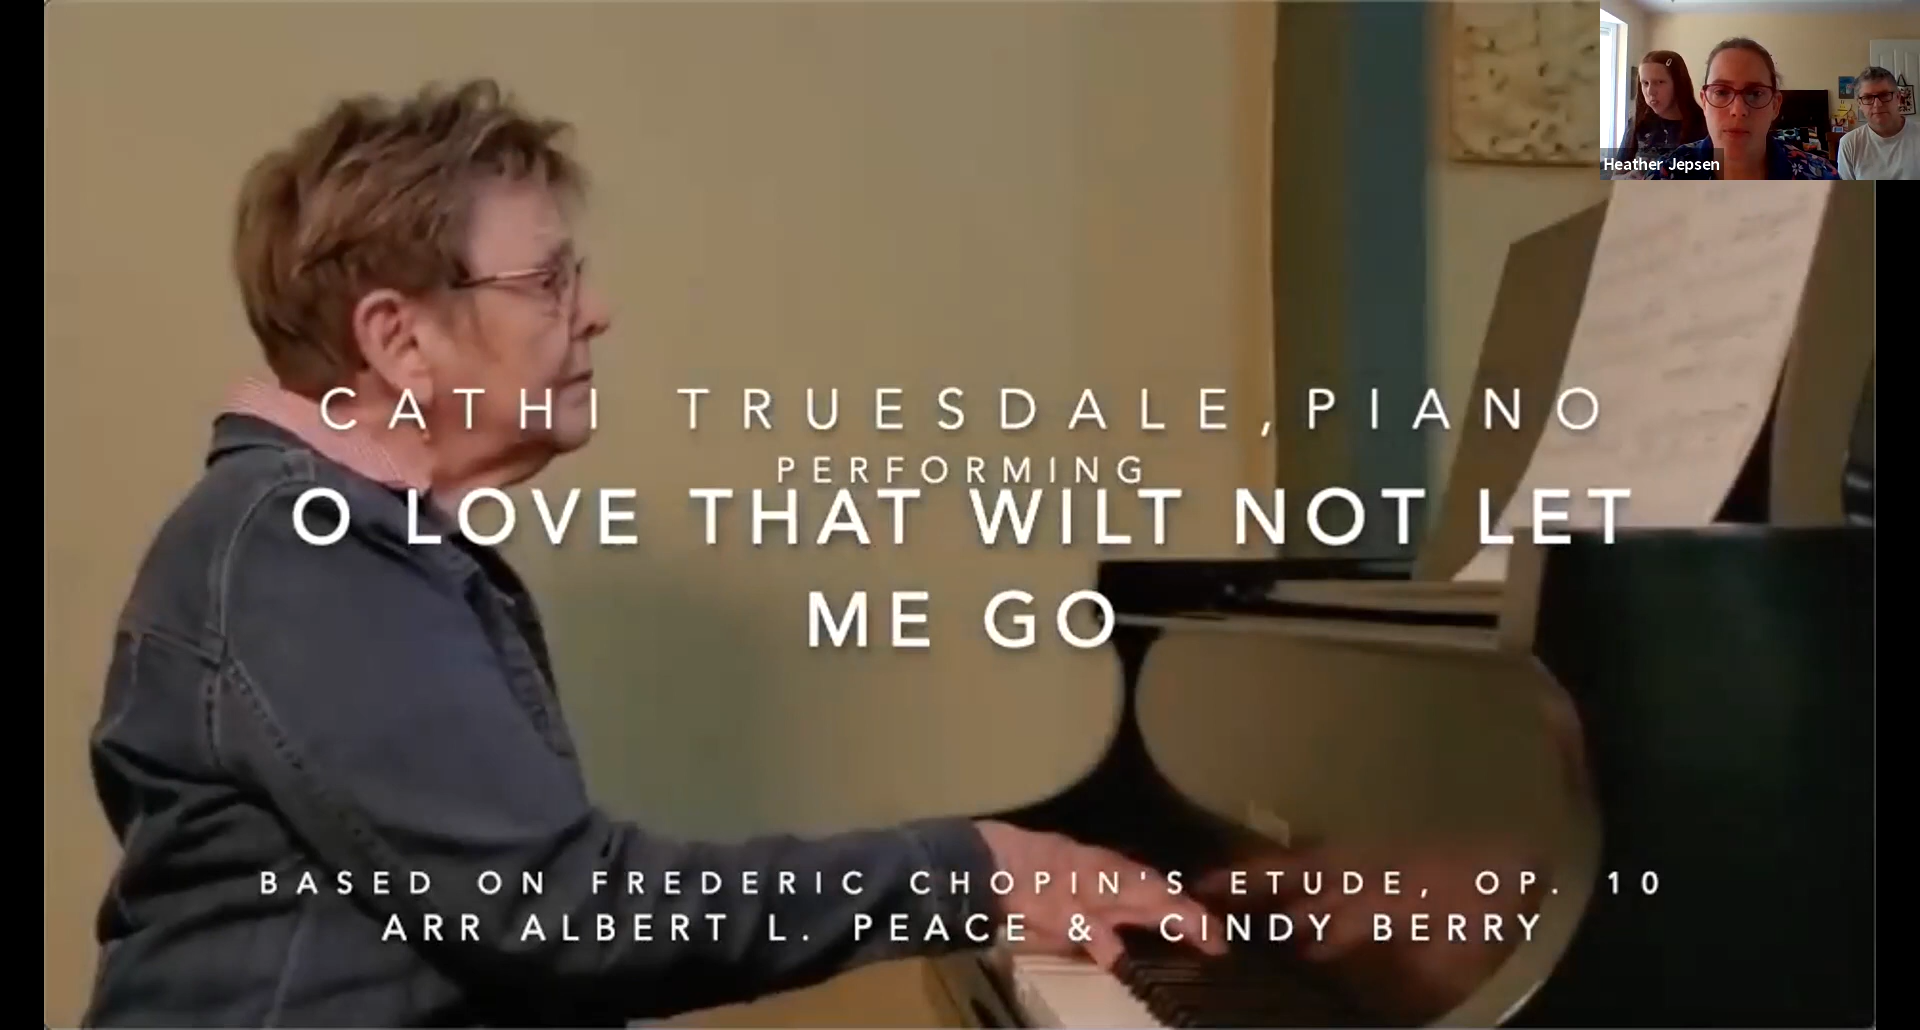 Heather Jepsen
CATHI TRUESDALE, PIANO
PERFORMING
O LOVE THAT WILT NOT LET
ME GO
BASED ON FREDERIC CHOPIN'S ETUDE, OP. 10
ARR ALBERT L. PEACE & CINDY BERRY